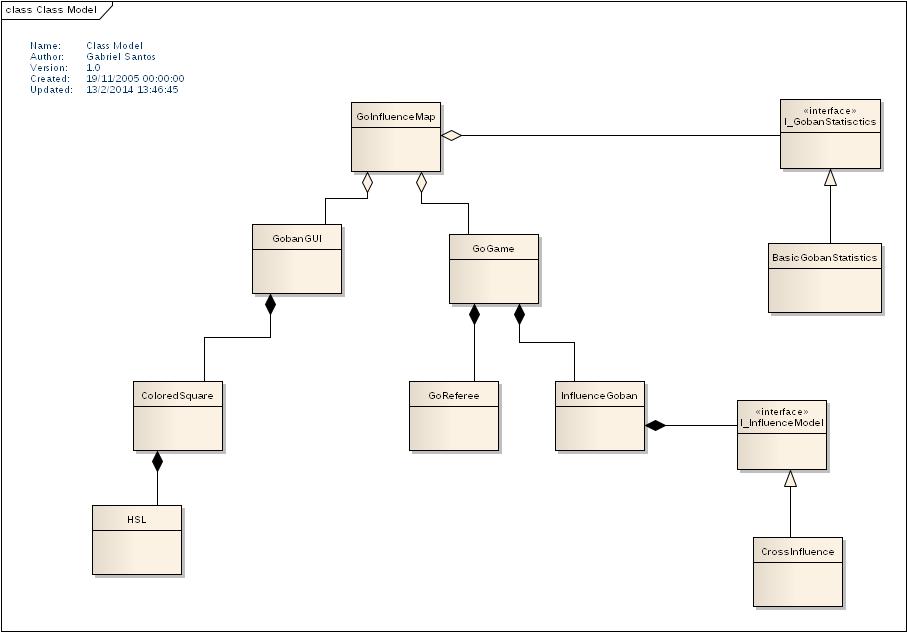 class Class Model
Name: Class Model
Author: Gabriel Santos
Version: 1.0
Created: 19/11/2005 00:00:00
Updated: 13/2/2014 13:46:45
GoInfluenceMap
«interface»
I_GobanStatisctics
GobanGUI
GoGame
BasicGobanStatistics
ColoredSquare
GoReferee
InfluenceGoban
«interface»
I_InfluenceModel
HSL
CrossInfluence